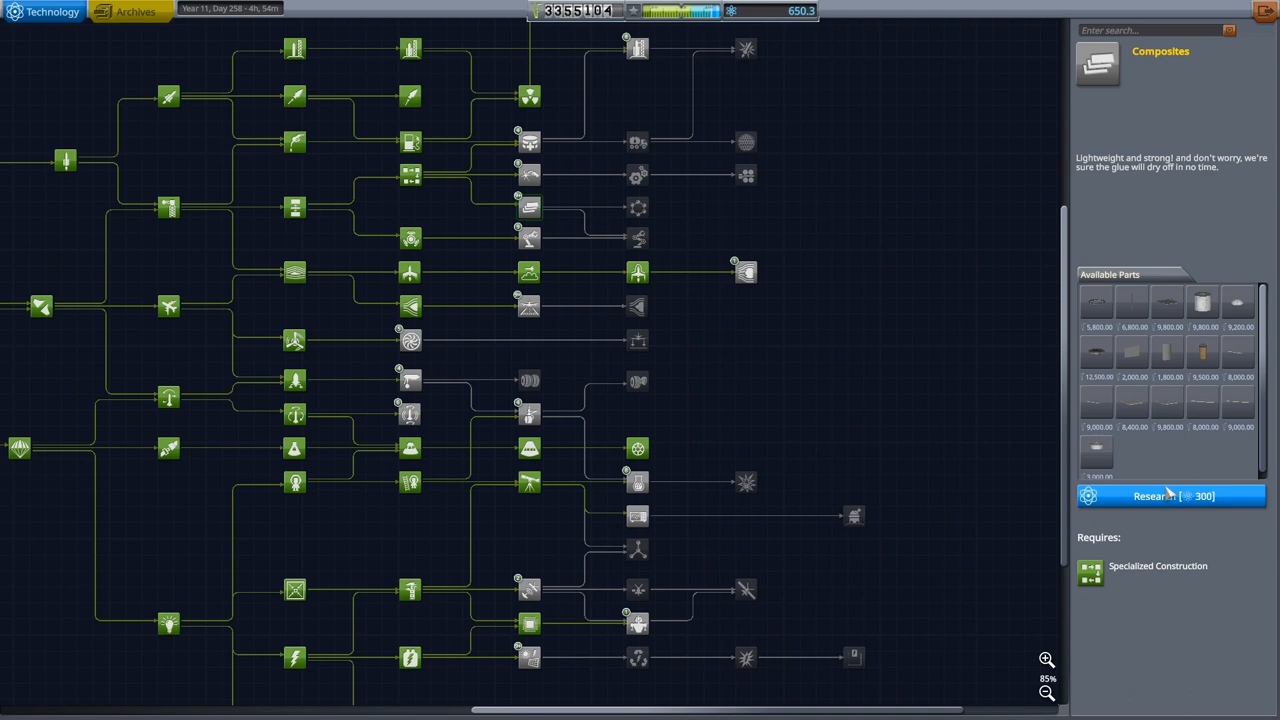 Technology
Archives
Year 11, Day 258 - 4h, 54m
3355104
650.3
Enter search...
Composites
Lightweight and strong! and don't worry, we're
sure the glue will dry off in no time.
Available Parts
5,800.00 6,800.00 9,800.00 9,800.00 9,200.00
12,500.00 2,000.00 1,800.00 9,500.00 8,000.00
9,000.00 8,400.00 9,800.00 8,000.00 9,000.00
3,000.00
Research [ 300]
Requires:
Specialized Construction
85%